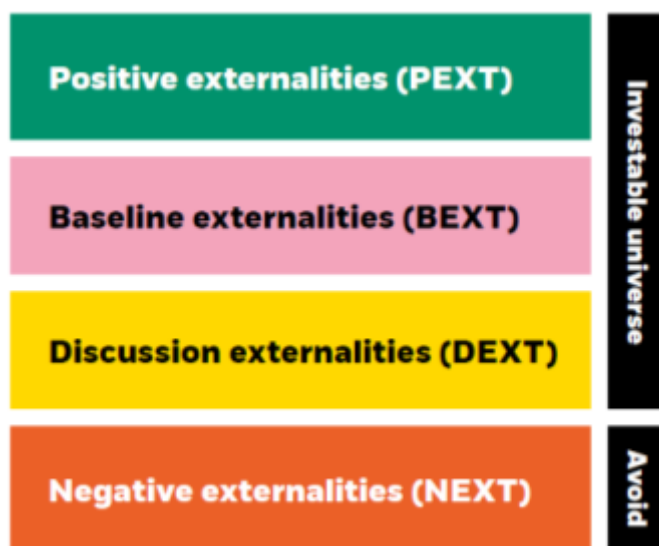 Positive externalities (PEXT)
Baseline externalities (BEXT)
Discussion externalities (DEXT)
Negative externalities (NEXT)
Investable universe
Avoid